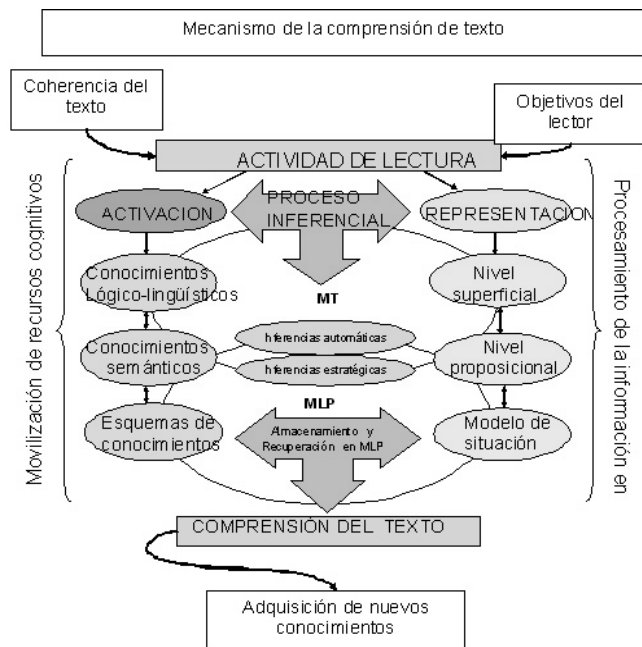 Mecanismo de la comprensión de texto
Coherencia del
texto
Objetivos del
lector
ACTIVIDAD DE LECTURA
Movilización de recursos cognitivos
Procesamiento de la información en
ACTIVACION
PROCESO
INFERENCIAL
REPRESENTACION
Conocimientos
Lógico-lingüísticos
Nivel
superficial
MT
Inferencias automáticas
Conocimientos
semánticos
Nivel
proposicional
Inferencias estratégicas
MLP
Esquemas de
conocimientos
Almacenamiento y
Recuperación en MLP
Modelo de
situación
COMPRENSIÓN DEL TEXTO
Adquisición de nuevos
conocimientos